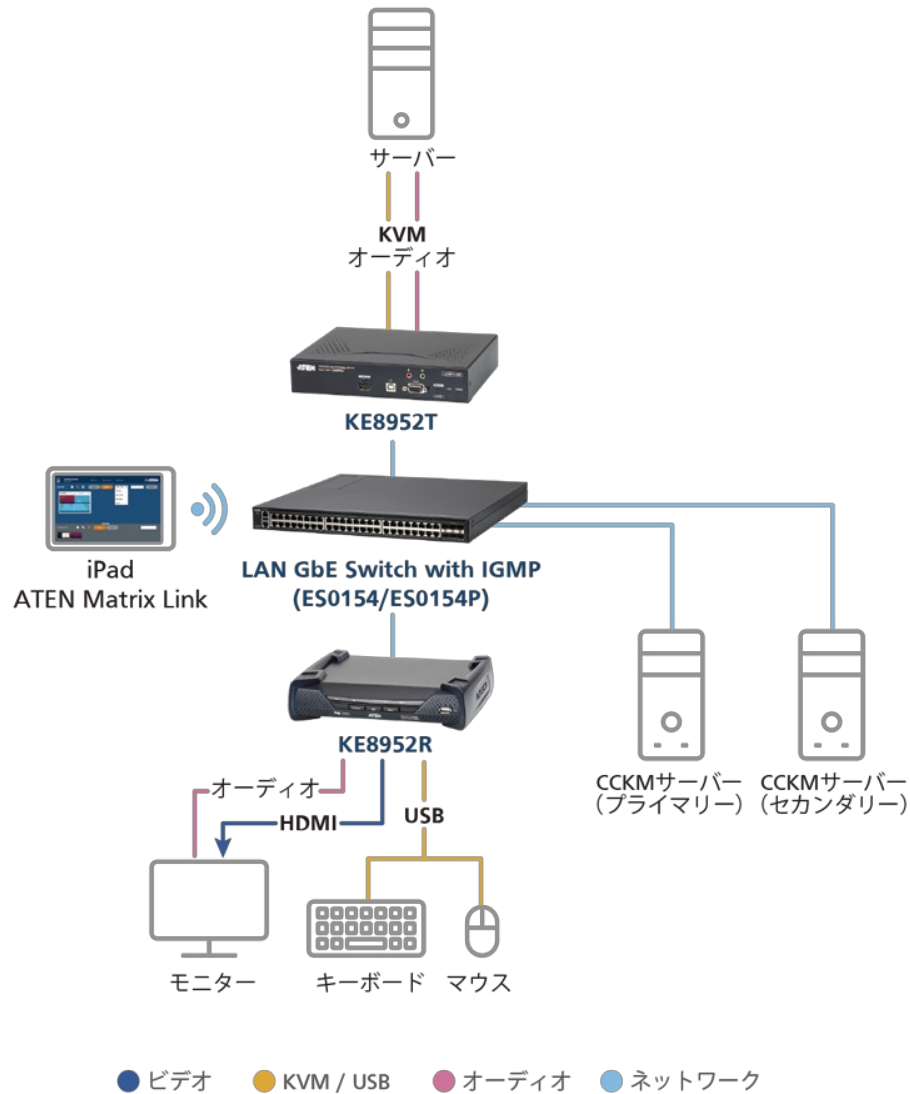 サーバー
KVM
オーディオ
ATEN
KE8952T
iPad
ATEN Matrix Link
LAN GbE Switch with IGMP
(ES0154/ES0154P)
ATEN
KE8952R
オーディオ
HDMI
USB
CCKMサーバー
（プライマリー）
CCKMサーバー
（セカンダリー）
モニター
キーボード
マウス
ビデオ
KVM / USB
オーディオ
ネットワーク